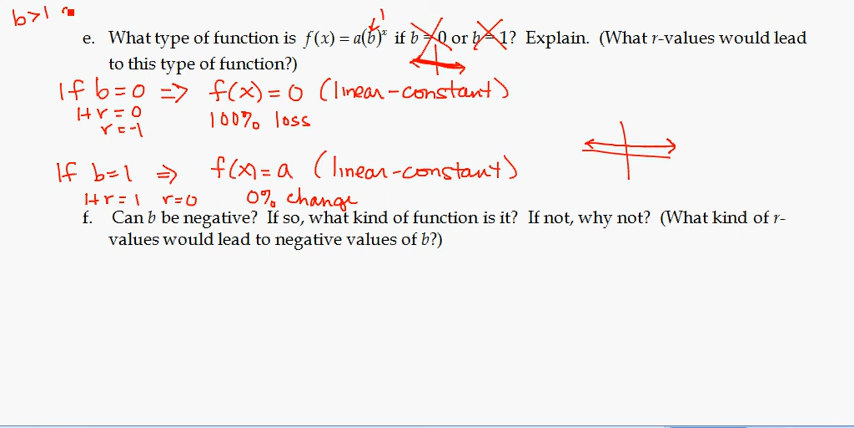 b>1
e. What type of function is f(x) = a(b)ˣ if b = 0 or b = 1? Explain. (What r-values would lead
to this type of function?)
If b=0 => f(x)=0 (linear-constant)
1+r=0
r=-1
100% loss
If b=1 => f(x)=a (linear-constant)
1+r=1 r=0 0% change
f. Can b be negative? If so, what kind of function is it? If not, why not? (What kind of r-
values would lead to negative values of b?)